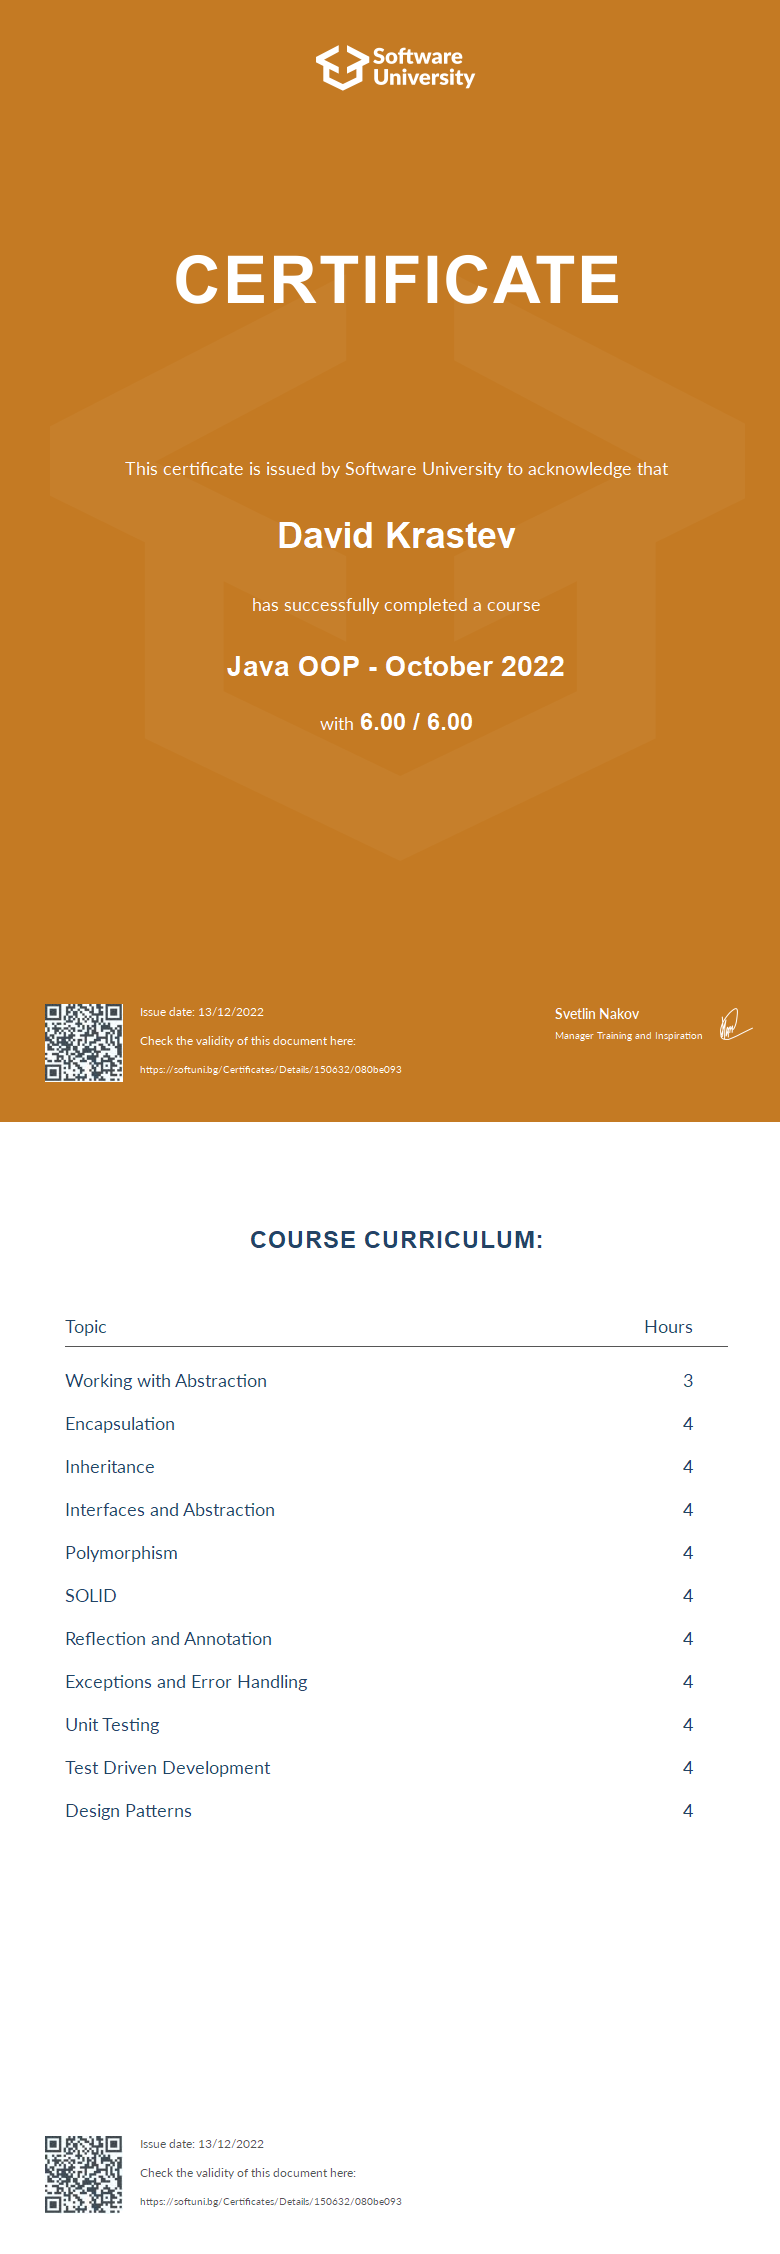 Software
University
CERTIFICATE
This certificate is issued by Software University to acknowledge that
David Krastev
has successfully completed a course
Java OOP - October 2022
with 6.00 / 6.00
Issue date: 13/12/2022
Check the validity of this document here:
https://softuni.bg/Certificates/Details/150632/080be093
Svetlin Nakov
Manager Training and Inspiration
COURSE CURRICULUM:
Topic Hours
Working with Abstraction 3
Encapsulation 4
Inheritance 4
Interfaces and Abstraction 4
Polymorphism 4
SOLID 4
Reflection and Annotation 4
Exceptions and Error Handling 4
Unit Testing 4
Test Driven Development 4
Design Patterns 4
Issue date: 13/12/2022
Check the validity of this document here:
https://softuni.bg/Certificates/Details/150632/080be093